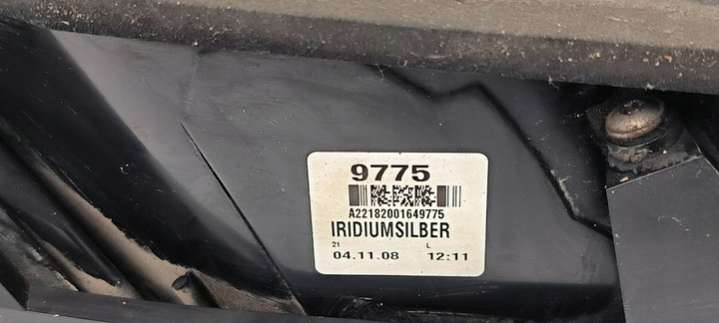 9775
A22182001649775
IRIDIUMSILBER
21 L
04.11.08 12:11